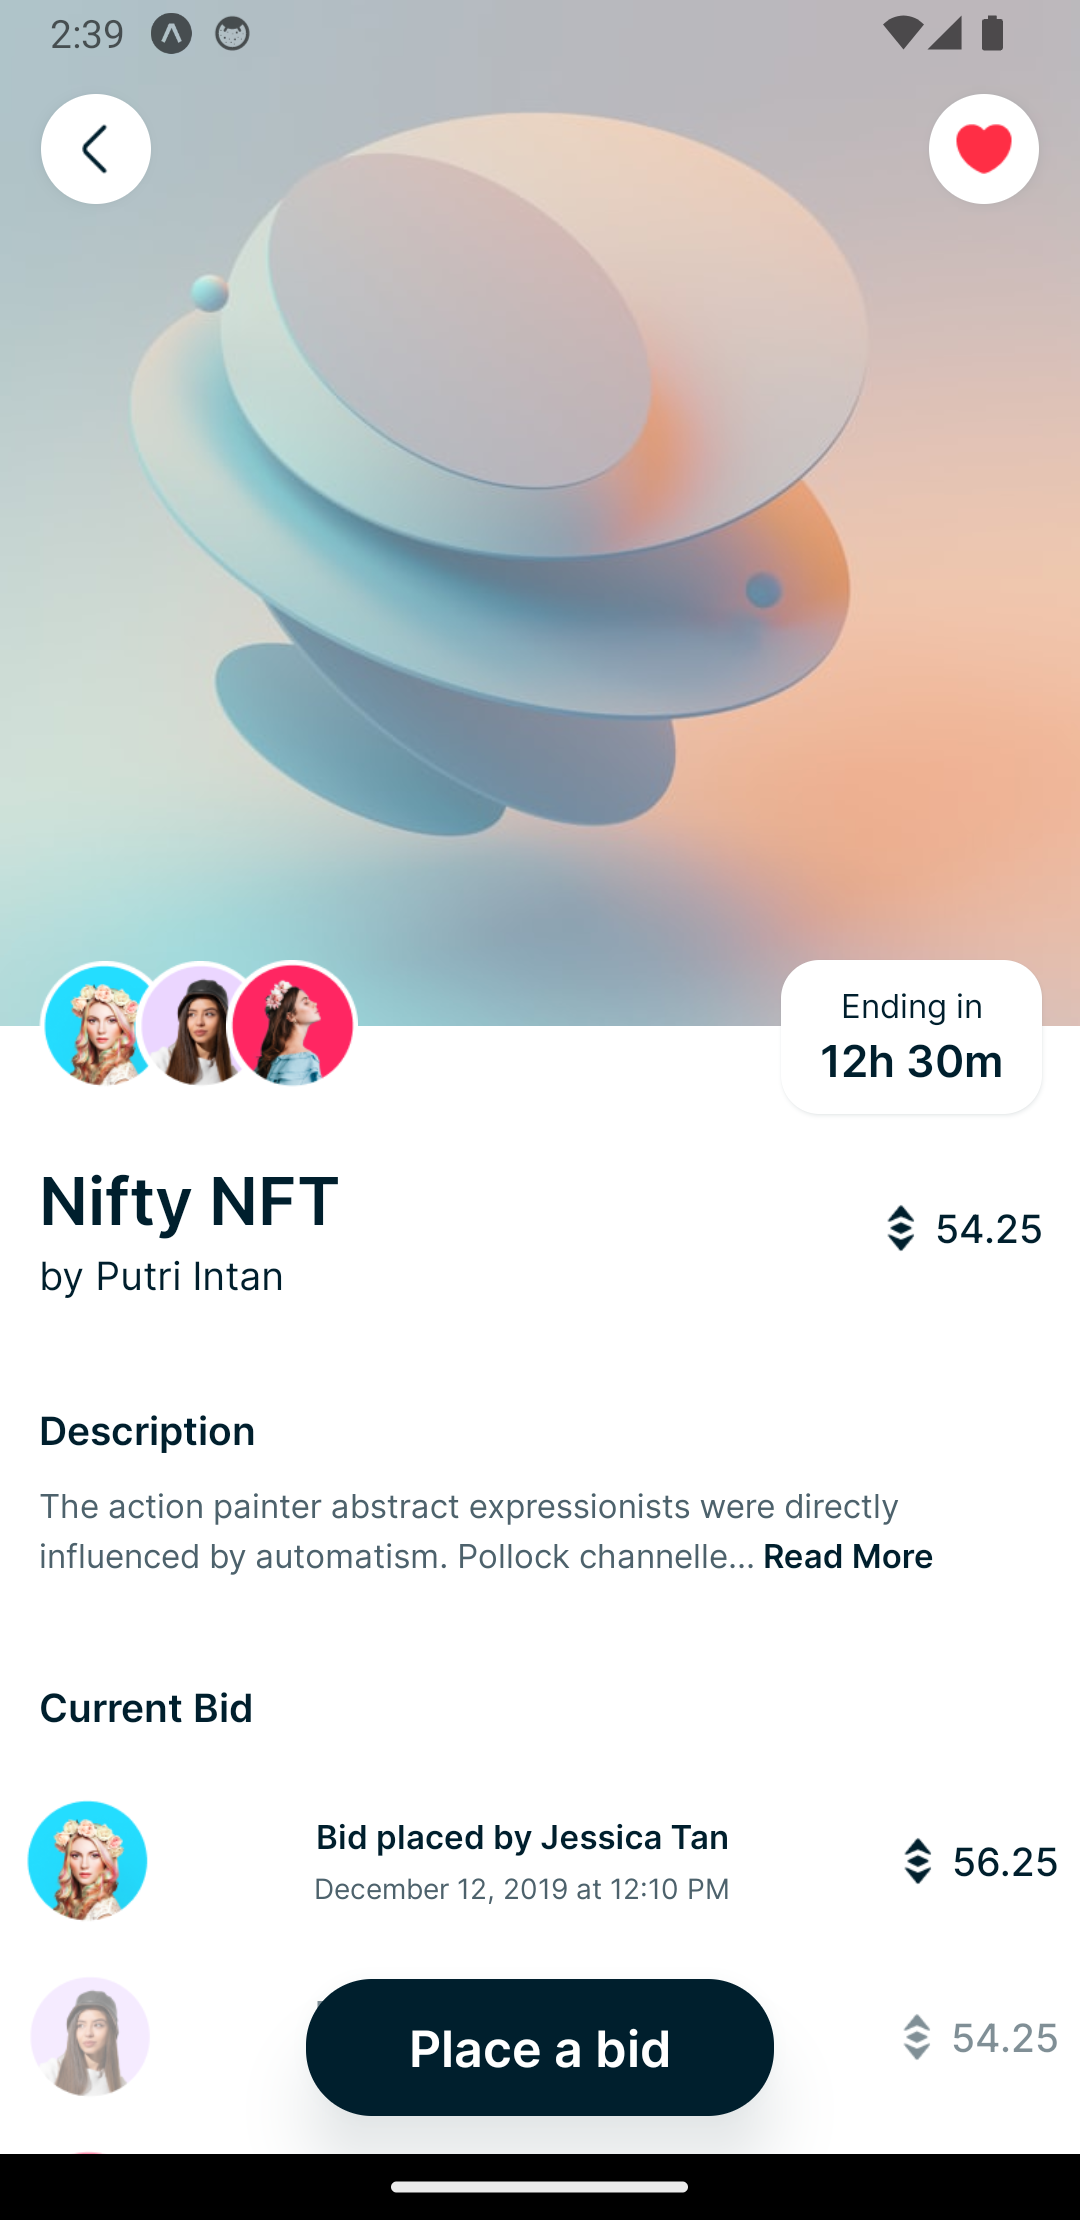 2:39
Ending in
12h 30m
Nifty NFT
54.25
by Putri Intan
Description
The action painter abstract expressionists were directly
influenced by automatism. Pollock channelle... Read More
Current Bid
Bid placed by Jessica Tan
56.25
December 12, 2019 at 12:10 PM
54.25
Place a bid